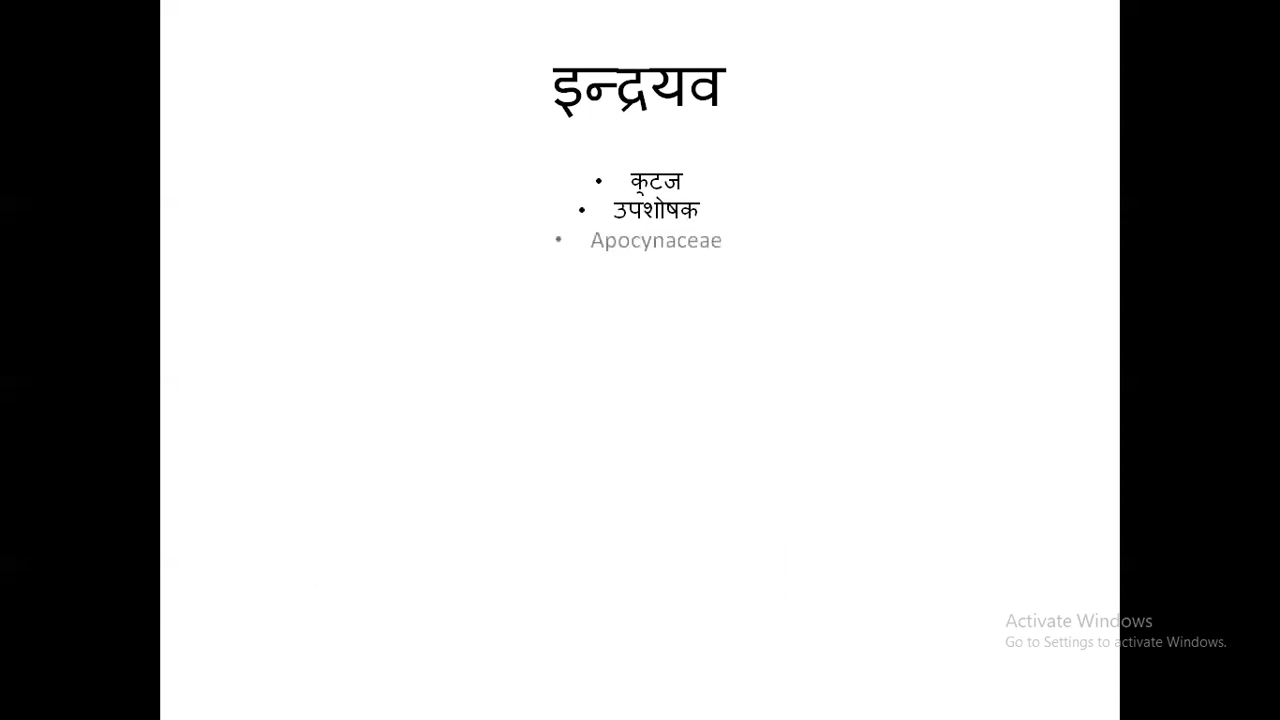 इन्द्रयव
• कुटज
• उपशोषक
• Apocynaceae
Activate Windows
Go to Settings to activate Windows.